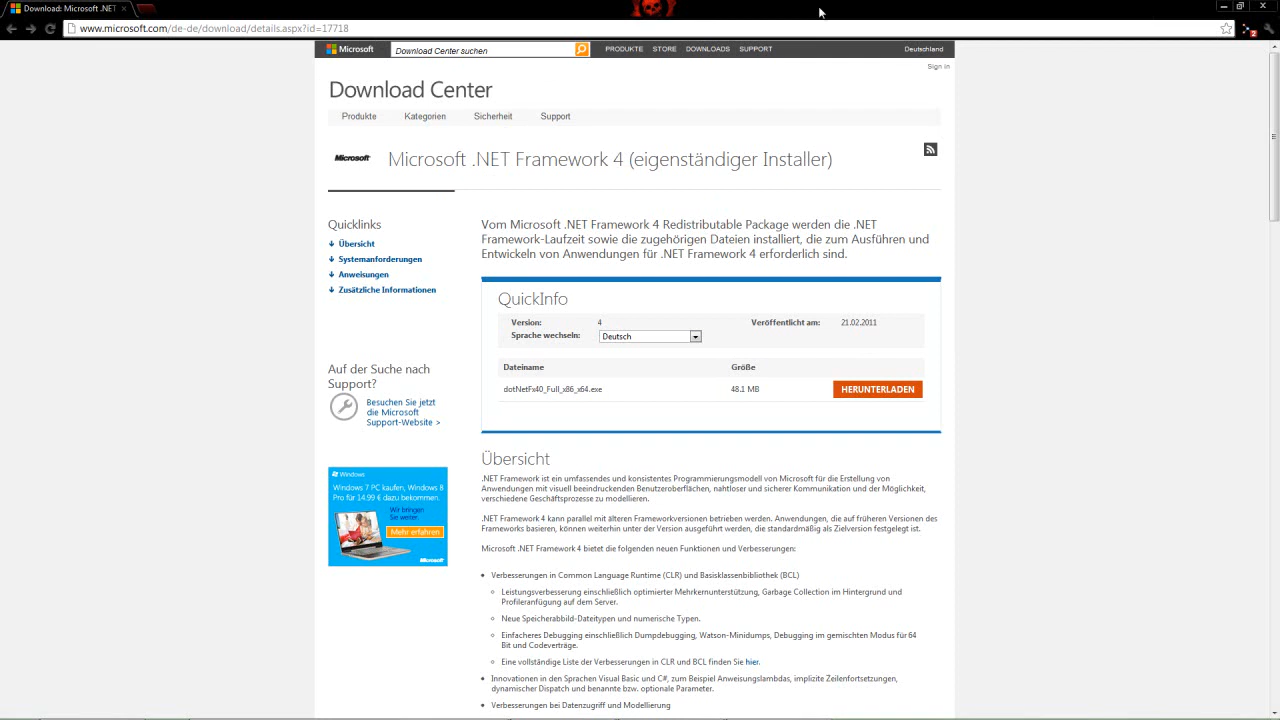 Download: Microsoft .NET
www.microsoft.com/de-de/download/details.aspx?id=17718
2
Microsoft
Download Center suchen
PRODUKTE STORE DOWNLOADS SUPPORT
Deutschland
Sign in
Download Center
Produkte Kategorien Sicherheit Support
Microsoft
Microsoft .NET Framework 4 (eigenständiger Installer)
Quicklinks
Übersicht
Systemanforderungen
Anweisungen
Zusätzliche Informationen
Auf der Suche nach
Support?
Besuchen Sie jetzt
die Microsoft
Support-Website >
Windows
Windows 7 PC kaufen, Windows 8
Pro für 14,99 € dazu bekommen.
Wir bringen
Sie weiter.
Mehr erfahren
Microsoft
Vom Microsoft .NET Framework 4 Redistributable Package werden die .NET
Framework-Laufzeit sowie die zugehörigen Dateien installiert, die zum Ausführen und
Entwickeln von Anwendungen für .NET Framework 4 erforderlich sind.
QuickInfo
Version: 4 Veröffentlicht am: 21.02.2011
Sprache wechseln: Deutsch
Dateiname Größe
dotNetFx40_Full_x86_x64.exe 48.1 MB HERUNTERLADEN
Übersicht
.NET Framework ist ein umfassendes und konsistentes Programmierungsmodell von Microsoft für die Erstellung von
Anwendungen mit visuell beeindruckenden Benutzeroberflächen, nahtloser und sicherer Kommunikation und der Möglichkeit,
verschiedene Geschäftsprozesse zu modellieren.
.NET Framework 4 kann parallel mit älteren Frameworkversionen betrieben werden. Anwendungen, die auf früheren Versionen des
Frameworks basieren, können weiterhin unter der Version ausgeführt werden, die standardmäßig als Zielversion festgelegt ist.
Microsoft .NET Framework 4 bietet die folgenden neuen Funktionen und Verbesserungen:
Verbesserungen in Common Language Runtime (CLR) und Basisklassenbibliothek (BCL)
Leistungsverbesserung einschließlich optimierter Mehrkernunterstützung, Garbage Collection im Hintergrund und
Profileranfügung auf dem Server.
Neue Speicherabbild-Dateitypen und numerische Typen.
Einfacheres Debugging einschließlich Dumpdebugging, Watson-Minidumps, Debugging im gemischten Modus für 64
Bit und Codeverträge.
Eine vollständige Liste der Verbesserungen in CLR und BCL finden Sie hier.
Innovationen in den Sprachen Visual Basic und C#, zum Beispiel Anweisungslambdas, implizite Zeilenfortsetzungen,
dynamischer Dispatch und benannte bzw. optionale Parameter.
Verbesserungen bei Datenzugriff und Modellierung